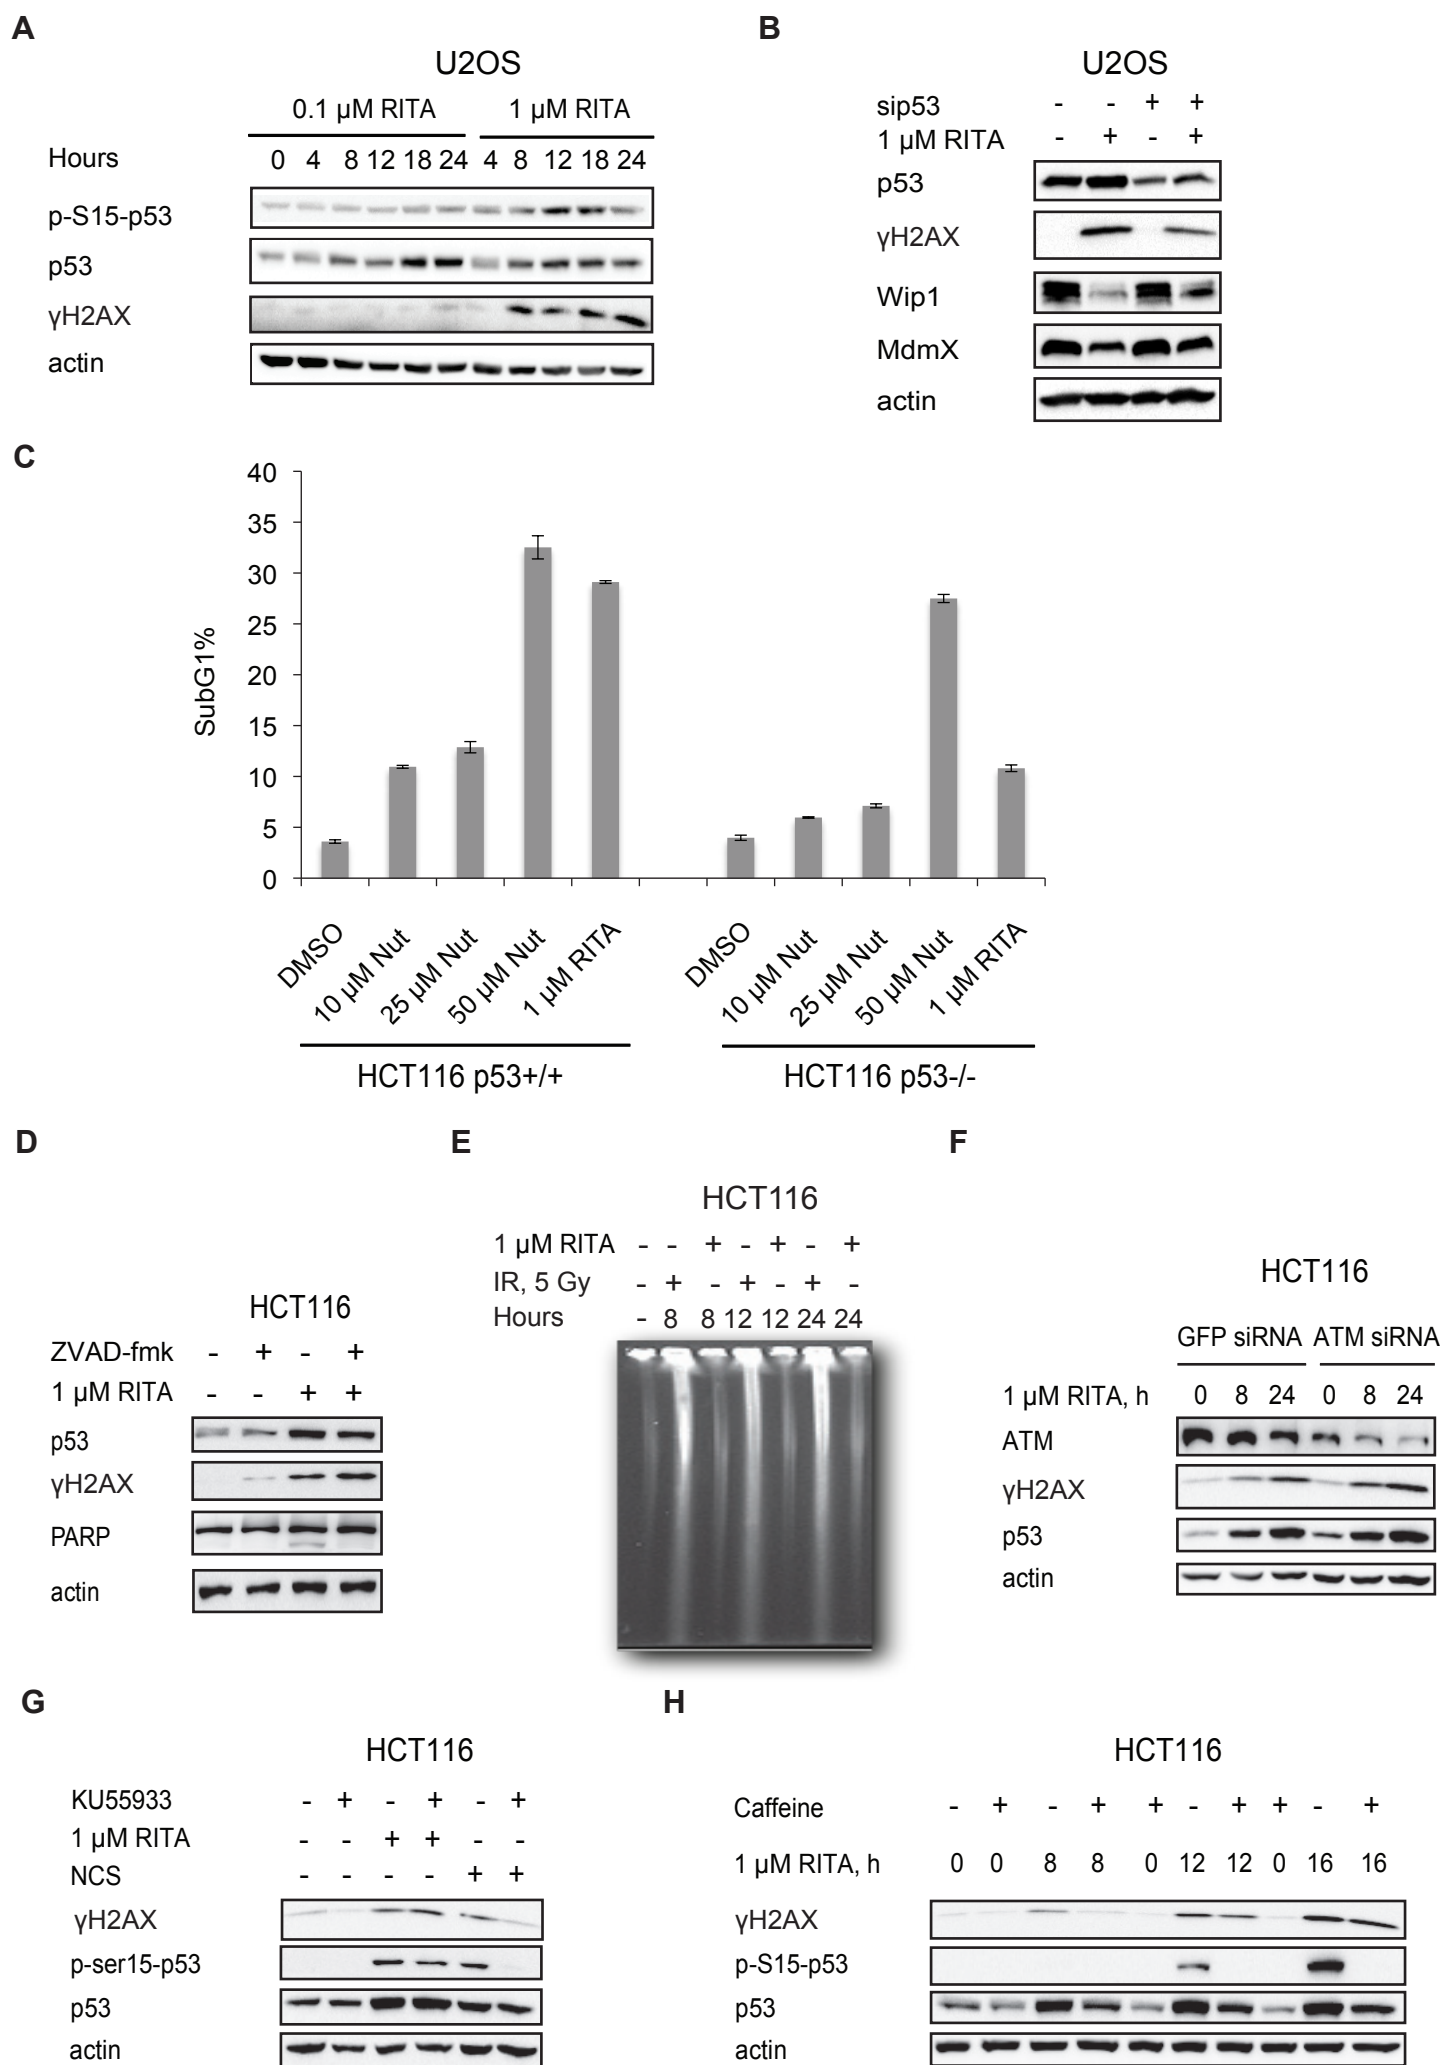 A
U2OS
0.1 µM RITA 1 µM RITA
Hours 0 4 8 12 18 24 4 8 12 18 24
p-S15-p53
p53
γH2AX
actin
B
U2OS
sip53 - - + +
1 µM RITA - + - +
p53
γH2AX
Wip1
MdmX
actin
C
SubG1%
40
35
30
25
20
15
10
5
0
DMSO 10 µM Nut 25 µM Nut 50 µM Nut 1 µM RITA DMSO 10 µM Nut 25 µM Nut 50 µM Nut 1 µM RITA
HCT116 p53+/+ HCT116 p53-/-
D
HCT116
ZVAD-fmk - + - +
1 µM RITA - - + +
p53
γH2AX
PARP
actin
E
HCT116
1 µM RITA - - + - + - +
IR, 5 Gy - + - + - + -
Hours - 8 8 12 12 24 24
F
HCT116
GFP siRNA ATM siRNA
1 µM RITA, h 0 8 24 0 8 24
ATM
γH2AX
p53
actin
G
HCT116
KU55933 - + - + - +
1 µM RITA - - + + - -
NCS - - - - + +
γH2AX
p-ser15-p53
p53
actin
H
HCT116
Caffeine - + - + + - + + - +
1 µM RITA, h 0 0 8 8 0 12 12 0 16 16
γH2AX
p-S15-p53
p53
actin